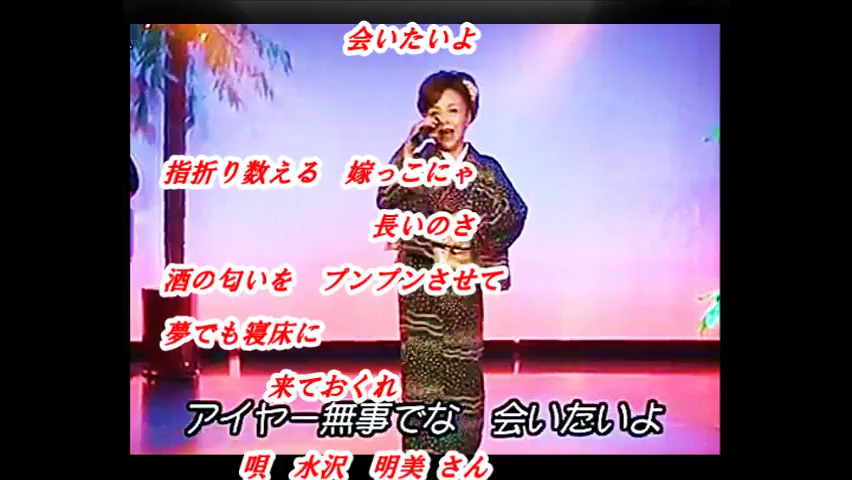 会いたいよ
指折り数える　嫁っこにゃ
長いのさ
酒の匂いを　プンプンさせて
夢でも寝床に
来ておくれ
アイヤー無事でな　会いたいよ
唄　水沢　明美 さん